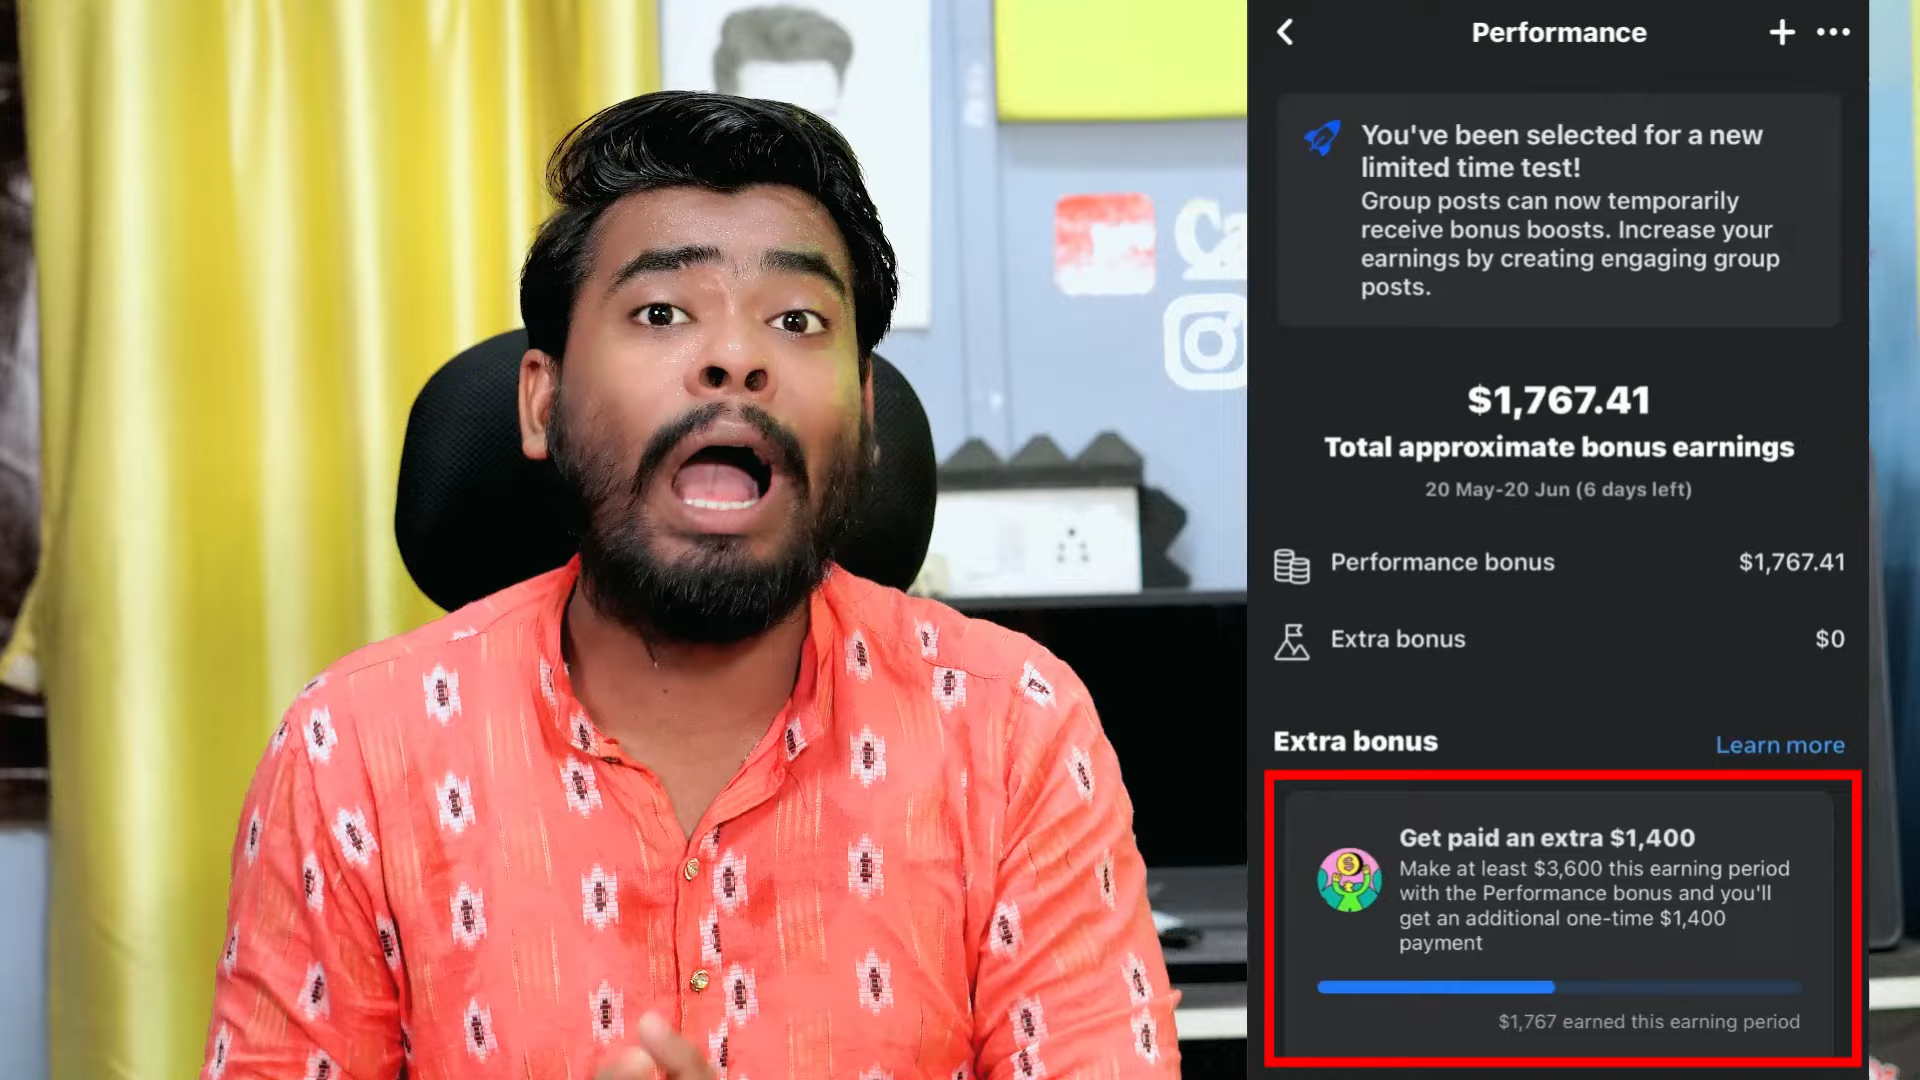 Performance
You've been selected for a new
limited time test!
Group posts can now temporarily
receive bonus boosts. Increase your
earnings by creating engaging group
posts.
$1,767.41
Total approximate bonus earnings
20 May-20 Jun (6 days left)
Performance bonus $1,767.41
Extra bonus $0
Extra bonus Learn more
Get paid an extra $1,400
Make at least $3,600 this earning period
with the Performance bonus and you'll
get an additional one-time $1,400
payment
$1,767 earned this earning period